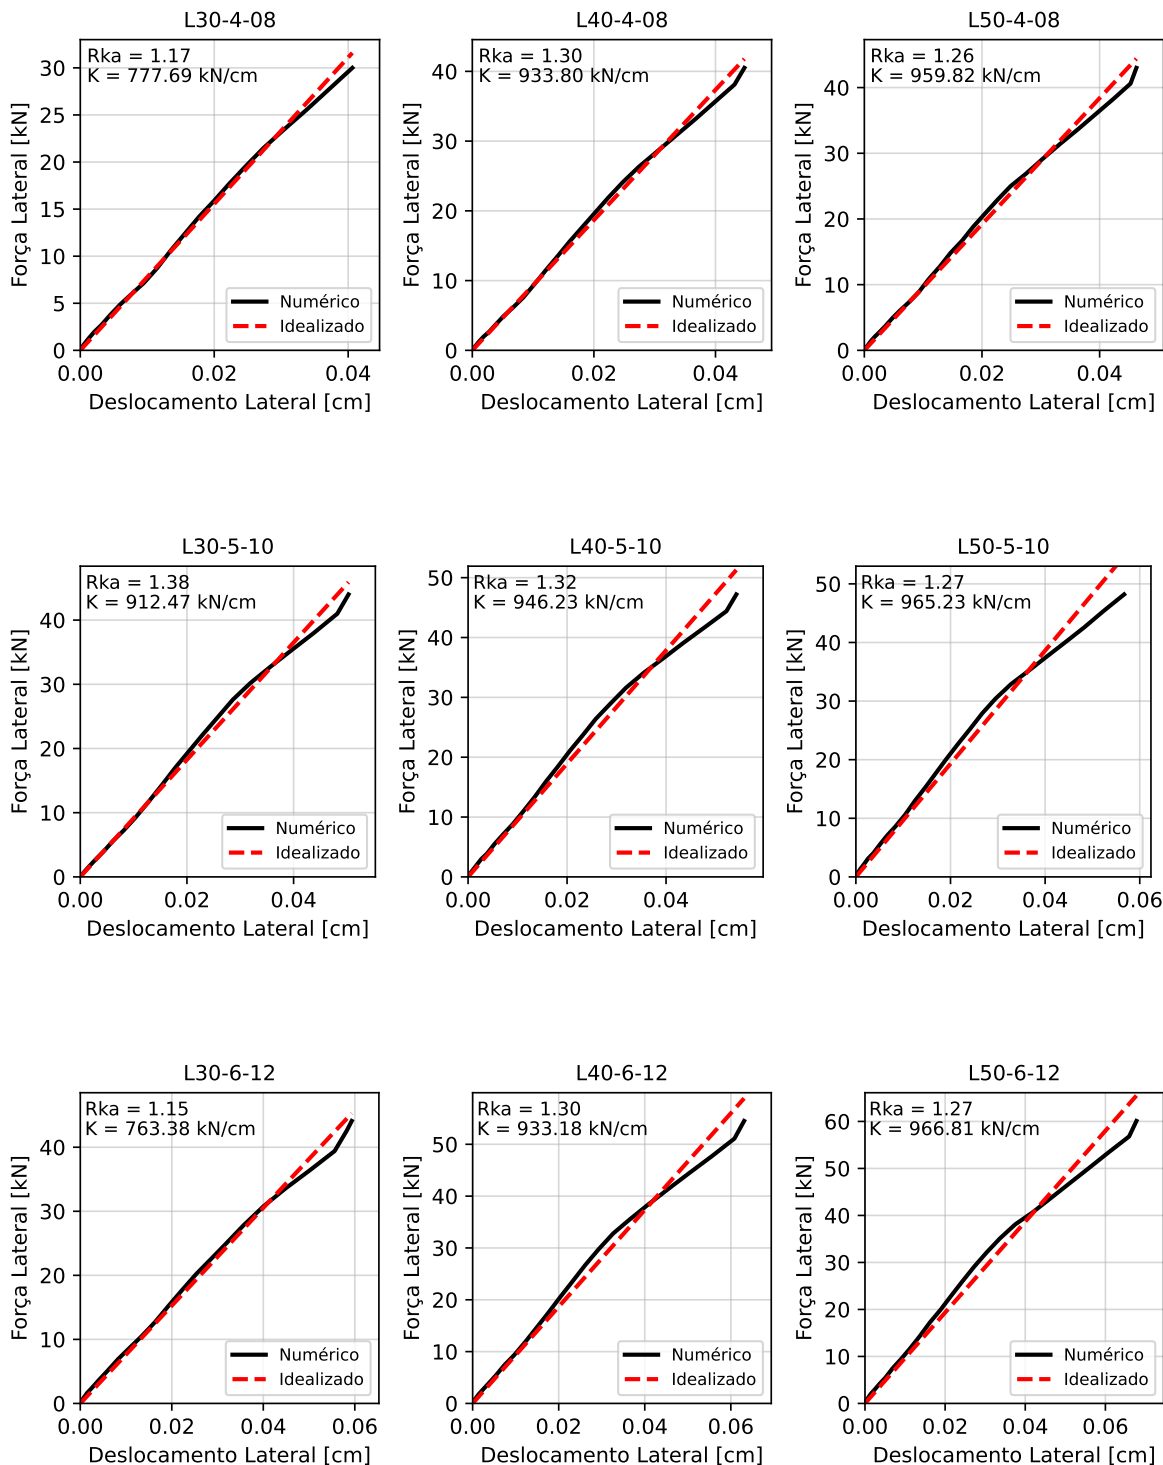 L30-4-08
Rka = 1.17
K = 777.69 kN/cm
Força Lateral [kN]
30
25
20
15
10
5
0
Numérico
Idealizado
0.00 0.02 0.04
Deslocamento Lateral [cm]
L40-4-08
Rka = 1.30
K = 933.80 kN/cm
Força Lateral [kN]
40
30
20
10
0
Numérico
Idealizado
0.00 0.02 0.04
Deslocamento Lateral [cm]
L50-4-08
Rka = 1.26
K = 959.82 kN/cm
Força Lateral [kN]
40
30
20
10
0
Numérico
Idealizado
0.00 0.02 0.04
Deslocamento Lateral [cm]
L30-5-10
Rka = 1.38
K = 912.47 kN/cm
Força Lateral [kN]
40
30
20
10
0
Numérico
Idealizado
0.00 0.02 0.04
Deslocamento Lateral [cm]
L40-5-10
Rka = 1.32
K = 946.23 kN/cm
Força Lateral [kN]
50
40
30
20
10
0
Numérico
Idealizado
0.00 0.02 0.04
Deslocamento Lateral [cm]
L50-5-10
Rka = 1.27
K = 965.23 kN/cm
Força Lateral [kN]
50
40
30
20
10
0
Numérico
Idealizado
0.00 0.02 0.04 0.06
Deslocamento Lateral [cm]
L30-6-12
Rka = 1.15
K = 763.38 kN/cm
Força Lateral [kN]
40
30
20
10
0
Numérico
Idealizado
0.00 0.02 0.04 0.06
Deslocamento Lateral [cm]
L40-6-12
Rka = 1.30
K = 933.18 kN/cm
Força Lateral [kN]
50
40
30
20
10
0
Numérico
Idealizado
0.00 0.02 0.04 0.06
Deslocamento Lateral [cm]
L50-6-12
Rka = 1.27
K = 966.81 kN/cm
Força Lateral [kN]
60
50
40
30
20
10
0
Numérico
Idealizado
0.00 0.02 0.04 0.06
Deslocamento Lateral [cm]